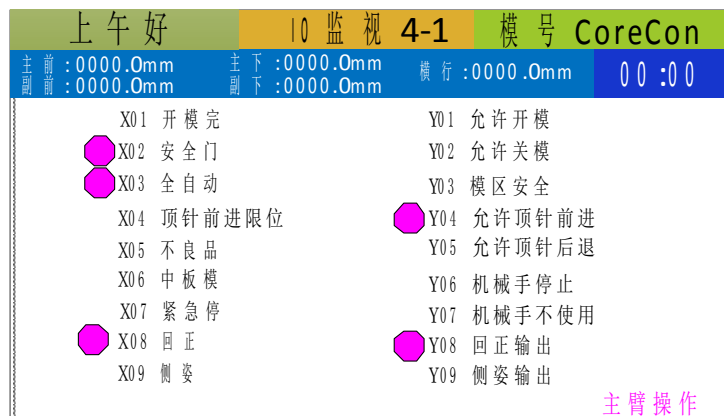 上午好 IO 监视 4-1 模号 CoreCon
主前:0000.0mm 主下:0000.0mm 横行:0000.0mm 00:00
副前:0000.0mm 副下:0000.0mm
X01 开模完 Y01 允许开模
X02 安全门 Y02 允许关模
X03 全自动 Y03 模区安全
X04 顶针前进限位 Y04 允许顶针前进
X05 不良品 Y05 允许顶针后退
X06 中板模 Y06 机械手停止
X07 紧急停 Y07 机械手不使用
X08 回正 Y08 回正输出
X09 侧姿 Y09 侧姿输出
主臂操作